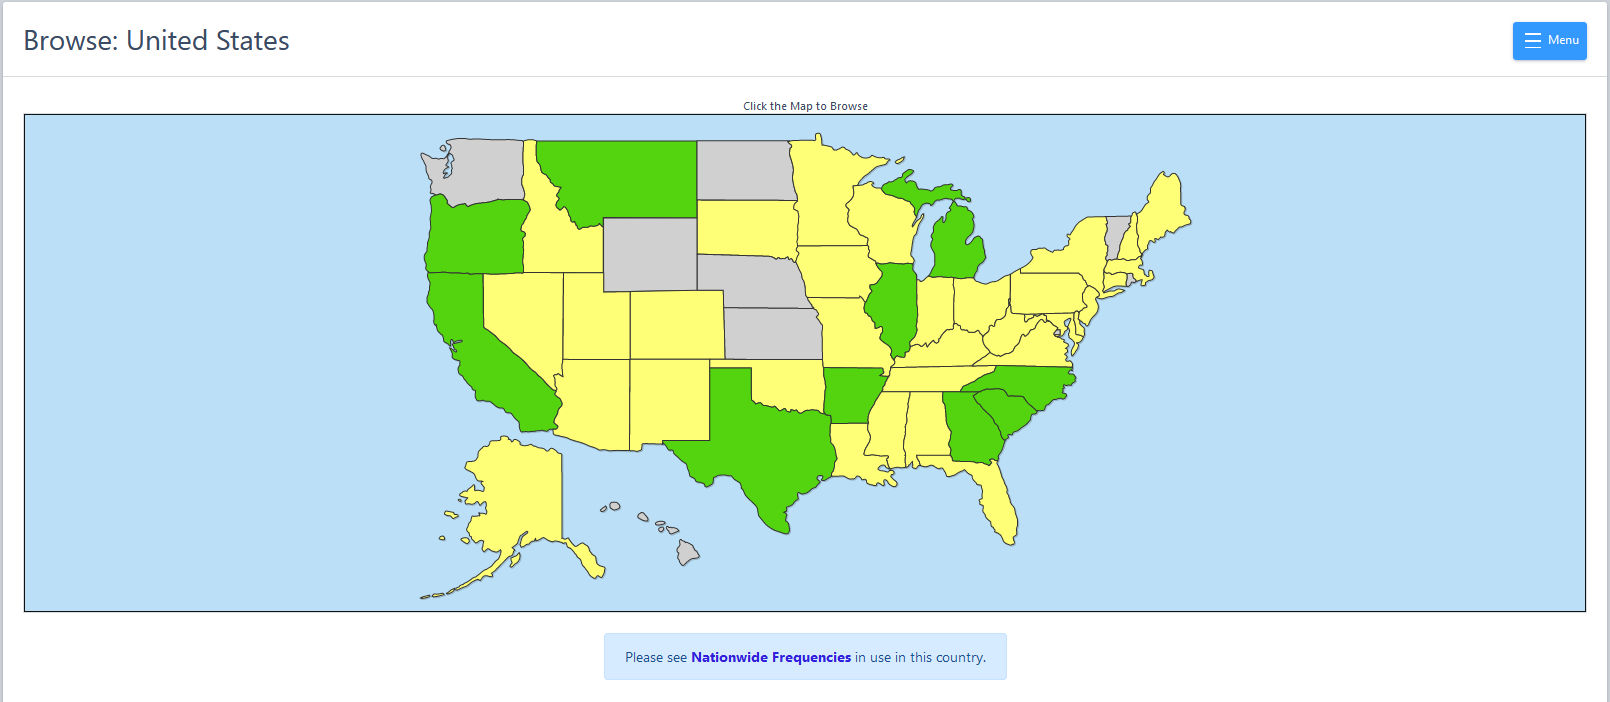 Browse: United States
Menu
Click the Map to Browse
Please see Nationwide Frequencies in use in this country.